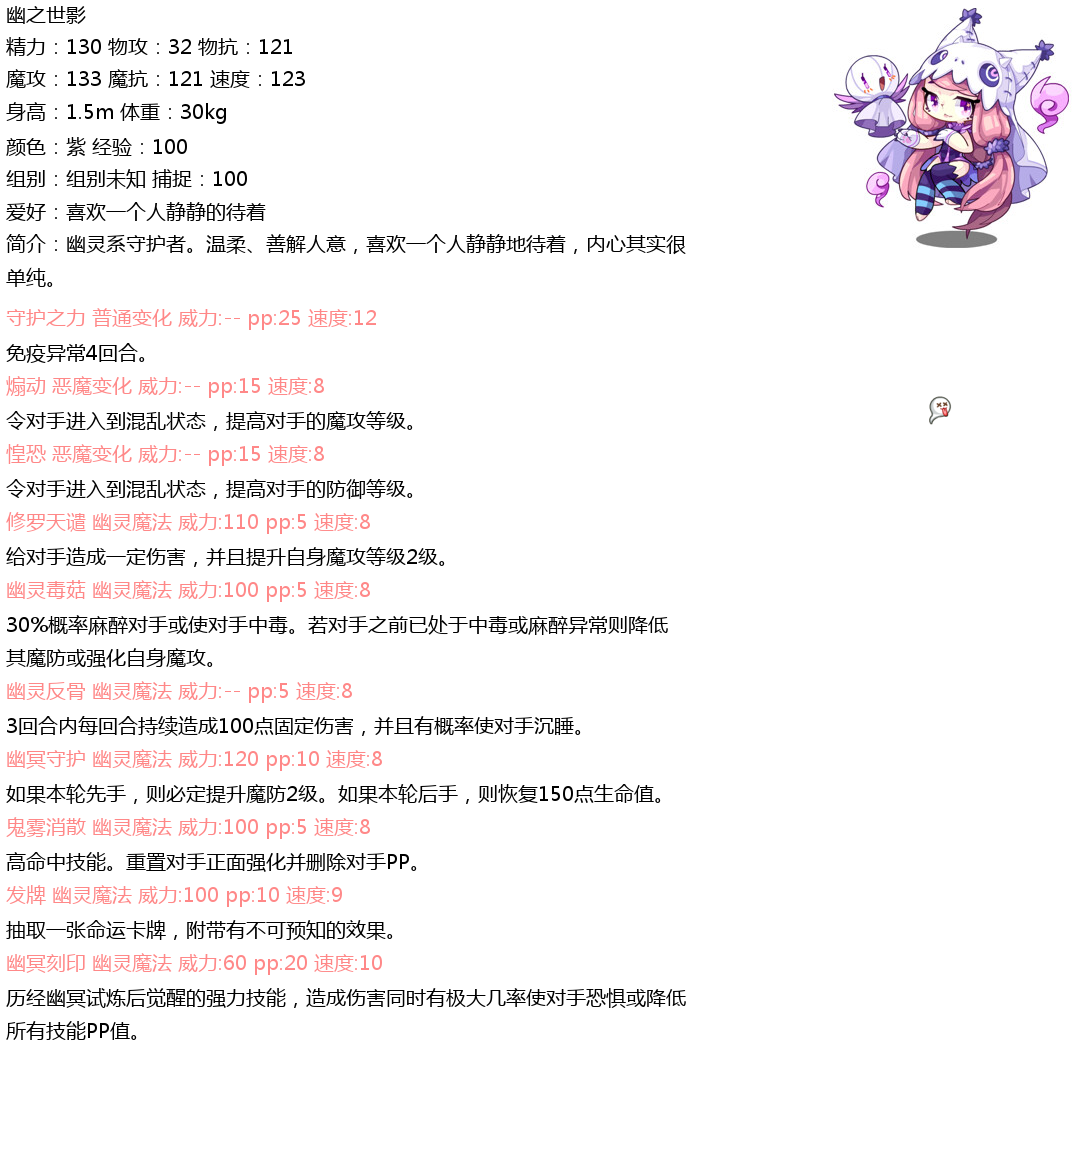 幽之世影
精力：130 物攻：32 物抗：121
魔攻：133 魔抗：121 速度：123
身高：1.5m 体重：30kg
颜色：紫 经验：100
组别：组别未知 捕捉：100
爱好：喜欢一个人静静的待着
简介：幽灵系守护者。温柔、善解人意，喜欢一个人静静地待着，内心其实很
单纯。
守护之力 普通变化 威力:-- pp:25 速度:12
免疫异常4回合。
煽动 恶魔变化 威力:-- pp:15 速度:8
令对手进入到混乱状态，提高对手的魔攻等级。
惶恐 恶魔变化 威力:-- pp:15 速度:8
令对手进入到混乱状态，提高对手的防御等级。
修罗天谴 幽灵魔法 威力:110 pp:5 速度:8
给对手造成一定伤害，并且提升自身魔攻等级2级。
幽灵毒菇 幽灵魔法 威力:100 pp:5 速度:8
30%概率麻醉对手或使对手中毒。若对手之前已处于中毒或麻醉异常则降低
其魔防或强化自身魔攻。
幽灵反骨 幽灵魔法 威力:-- pp:5 速度:8
3回合内每回合持续造成100点固定伤害，并且有概率使对手沉睡。
幽冥守护 幽灵魔法 威力:120 pp:10 速度:8
如果本轮先手，则必定提升魔防2级。如果本轮后手，则恢复150点生命值。
鬼雾消散 幽灵魔法 威力:100 pp:5 速度:8
高命中技能。重置对手正面强化并删除对手PP。
发牌 幽灵魔法 威力:100 pp:10 速度:9
抽取一张命运卡牌，附带有不可预知的效果。
幽冥刻印 幽灵魔法 威力:60 pp:20 速度:10
历经幽冥试炼后觉醒的强力技能，造成伤害同时有极大几率使对手恐惧或降低
所有技能PP值。